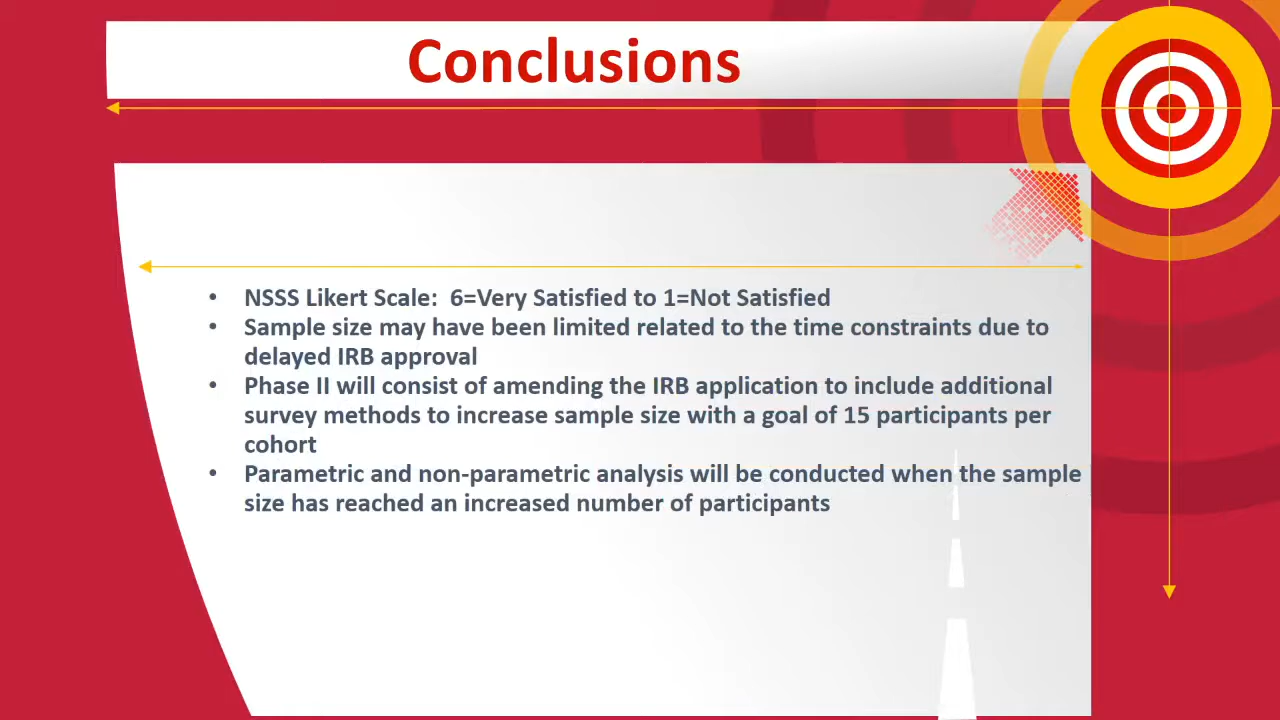 Conclusions
• NSSS Likert Scale:  6=Very Satisfied to 1=Not Satisfied
• Sample size may have been limited related to the time constraints due to
delayed IRB approval
• Phase II will consist of amending the IRB application to include additional
survey methods to increase sample size with a goal of 15 participants per
cohort
• Parametric and non-parametric analysis will be conducted when the sample
size has reached an increased number of participants